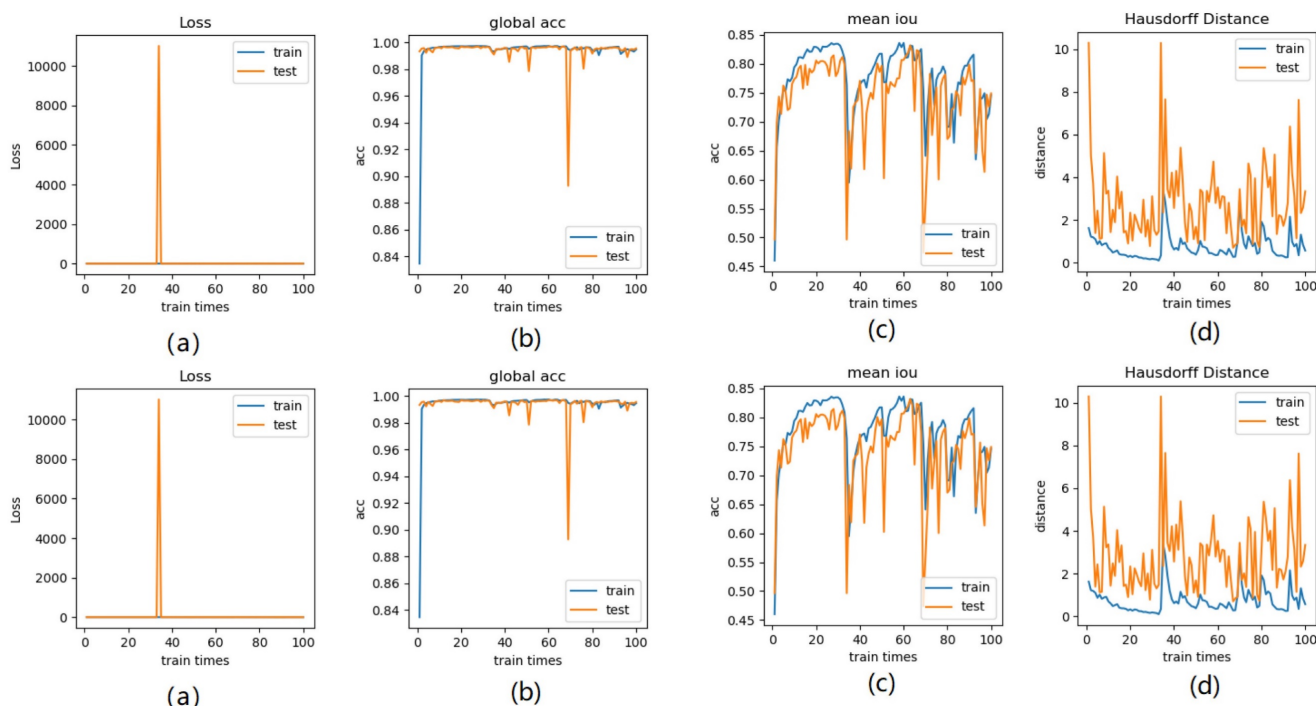 Loss
10000
8000
6000
4000
2000
0
Loss
0 20 40 60 80 100
train times
train
test
(a)
global acc
1.00
0.98
0.96
0.94
0.92
0.90
0.88
0.86
0.84
acc
0 20 40 60 80 100
train times
train
test
(b)
mean iou
0.85
0.80
0.75
0.70
0.65
0.60
0.55
0.50
0.45
acc
0 20 40 60 80 100
train times
train
test
(c)
Hausdorff Distance
10
8
6
4
2
0
distance
0 20 40 60 80 100
train times
train
test
(d)
Loss
10000
8000
6000
4000
2000
0
Loss
0 20 40 60 80 100
train times
train
test
(a)
global acc
1.00
0.98
0.96
0.94
0.92
0.90
0.88
0.86
0.84
acc
0 20 40 60 80 100
train times
train
test
(b)
mean iou
0.85
0.80
0.75
0.70
0.65
0.60
0.55
0.50
0.45
acc
0 20 40 60 80 100
train times
train
test
(c)
Hausdorff Distance
10
8
6
4
2
0
distance
0 20 40 60 80 100
train times
train
test
(d)